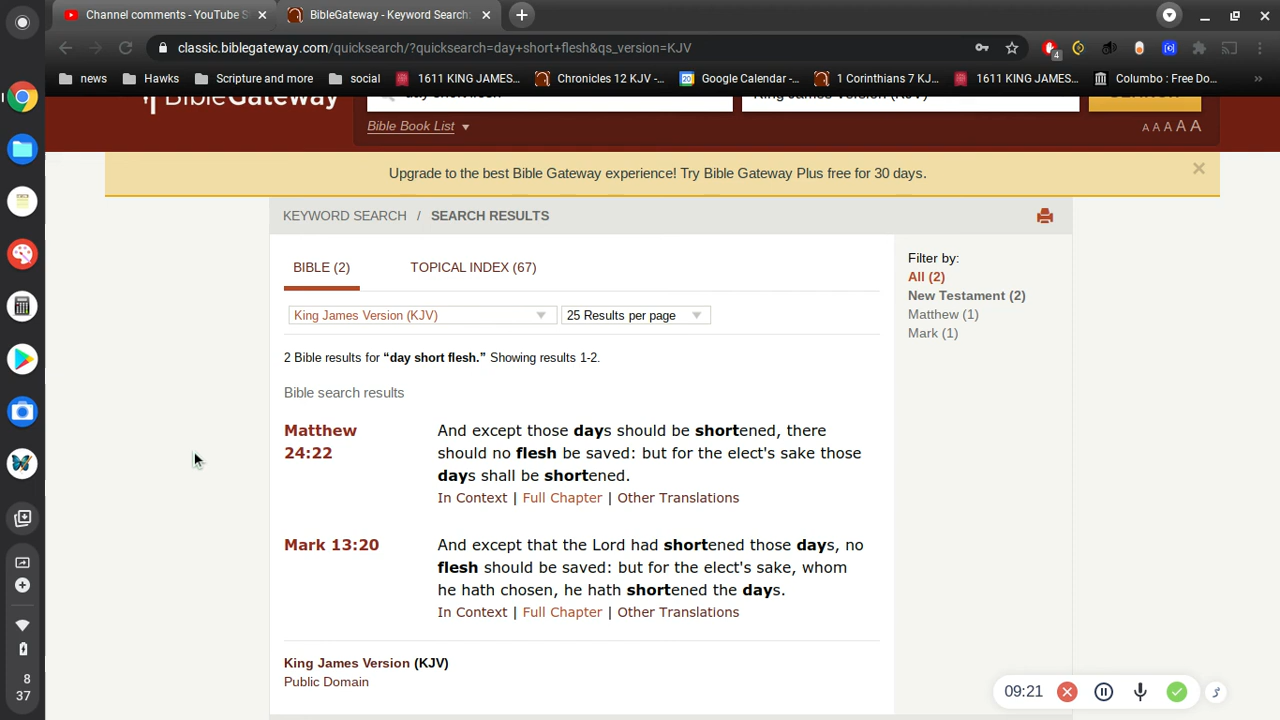 Channel comments - YouTube S
BibleGateway - Keyword Search:
classic.biblegateway.com/quicksearch/?quicksearch=day+short+flesh&qs_version=KJV
4
news
Hawks
Scripture and more
social
1611 KING JAMES...
Chronicles 12 KJV -...
Google Calendar -...
1 Corinthians 7 KJ...
1611 KING JAMES...
Columbo : Free Do...
»
BibleGateway
Bible Book List
A A A A A
Upgrade to the best Bible Gateway experience! Try Bible Gateway Plus free for 30 days.
KEYWORD SEARCH / SEARCH RESULTS
BIBLE (2)
TOPICAL INDEX (67)
King James Version (KJV)
25 Results per page
2 Bible results for “day short flesh.” Showing results 1-2.
Bible search results
Matthew
24:22
And except those days should be shortened, there
should no flesh be saved: but for the elect's sake those
days shall be shortened.
In Context | Full Chapter | Other Translations
Mark 13:20
And except that the Lord had shortened those days, no
flesh should be saved: but for the elect's sake, whom
he hath chosen, he hath shortened the days.
In Context | Full Chapter | Other Translations
King James Version (KJV)
Public Domain
Filter by:
All (2)
New Testament (2)
Matthew (1)
Mark (1)
8
37
09:21